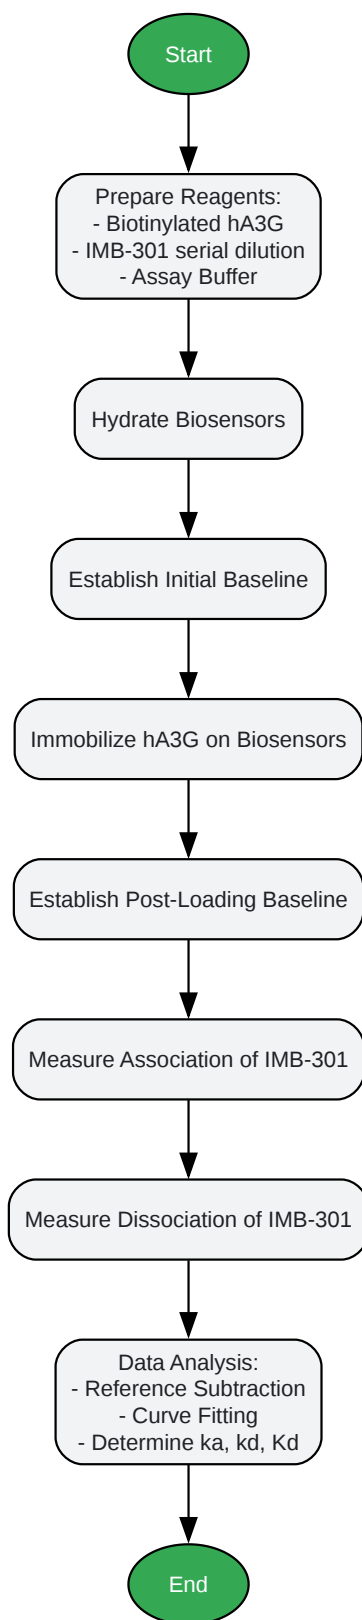 Start
Prepare Reagents:
- Biotinylated hA3G
- IMB-301 serial dilution
- Assay Buffer
Hydrate Biosensors
Establish Initial Baseline
Immobilize hA3G on Biosensors
Establish Post-Loading Baseline
Measure Association of IMB-301
Measure Dissociation of IMB-301
Data Analysis:
- Reference Subtraction
- Curve Fitting
- Determine ka, kd, Kd
End